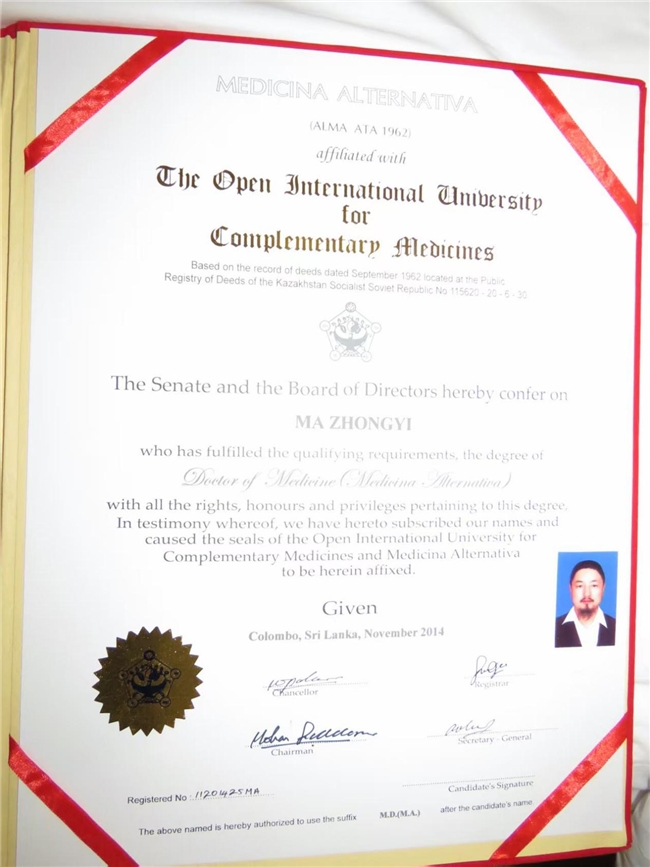 MEDICINA ALTERNATIVA
(ALMA ATA 1962)
affiliated with
The Open International University
for
Complementary Medicines
Based on the record of deeds dated September 1962 located at the Public
Registry of Deeds of the Kazakhstan Socialist Soviet Republic No 115620 - 20 - 6 - 30
The Senate and the Board of Directors hereby confer on
MA ZHONGYI
who has fulfilled the qualifying requirements, the degree of
Doctor of Medicine (Medicina Alternativa)
with all the rights, honours and privileges pertaining to this degree.
In testimony whereof, we have hereto subscribed our names and
caused the seals of the Open International University for
Complementary Medicines and Medicina Alternativa
to be herein affixed.
Given
Colombo, Sri Lanka, November 2014
Chancellor
Registrar
Chairman
Secretary - General
Candidate's Signature
Registered No : 11201425MA
The above named is hereby authorized to use the suffix M.D.(M.A.) after the candidate's name.